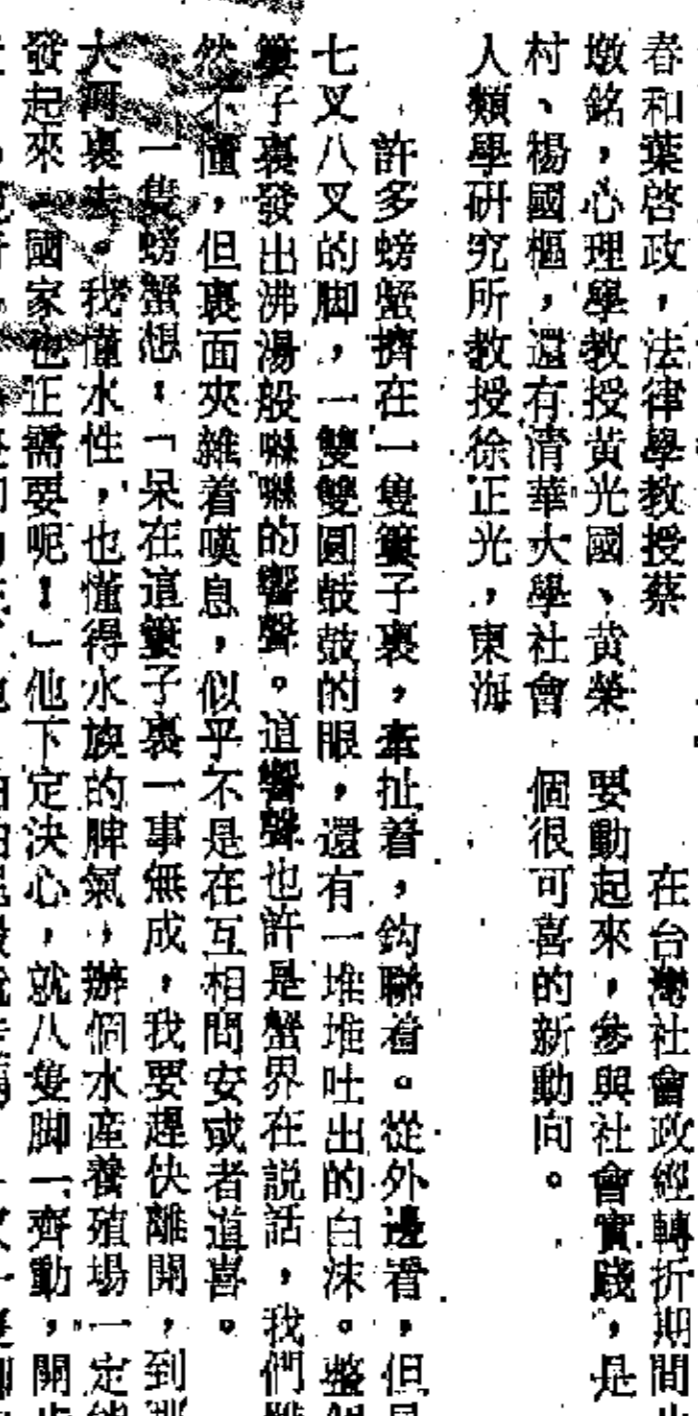 春和葉啓政，法律學教授蔡
墩銘，心理學教授黃光國、黃榮
村、楊國樞，還有清華大學社會
人類學研究所教授徐正光，東海
在台灣社會政經轉折期間
要動起來，參與社會實踐，是
個很可喜的新動向。
許多螃蟹擠在一隻簍子裏，牽扯着，鈎聯着。從外邊看，但
七叉八叉的脚，一雙雙圓鼓鼓的眼，還有一堆堆吐出的白沫。整個
簍子裏發出沸湯般噝噝的響聲。這響聲也許是蟹界在說話，我們
然不懂，但裏面夾雜着嘆息，似乎不是在互相問安或者道喜。
一隻螃蟹想：「呆在這簍子裏一事無成，我要趕快離開，到
大河裏去。我懂水性，也懂得水族的脾氣，辦個水產養殖場一定
發起來，國家也正需要呢！」他下定決心，就八隻脚一齊動，開